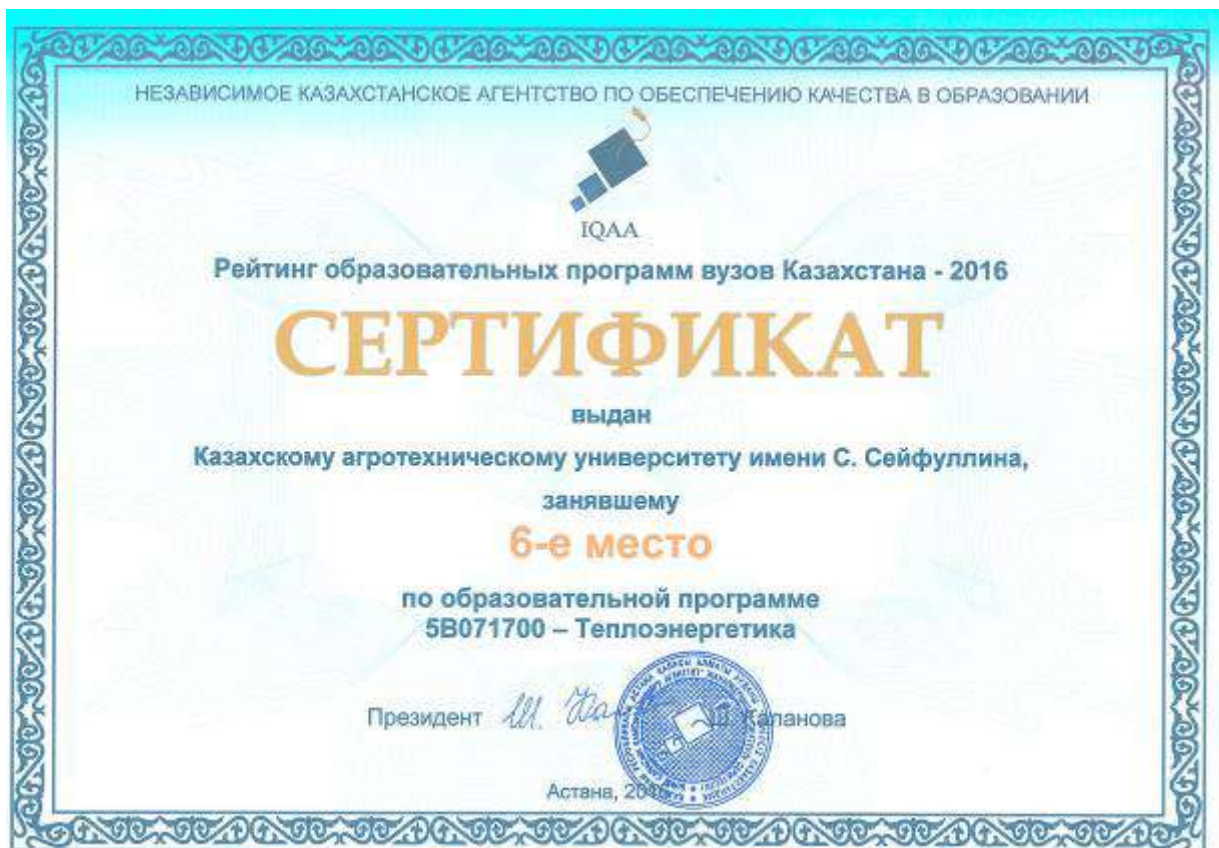 НЕЗАВИСИМОЕ КАЗАХСТАНСКОЕ АГЕНТСТВО ПО ОБЕСПЕЧЕНИЮ КАЧЕСТВА В ОБРАЗОВАНИИ
IQAA
Рейтинг образовательных программ вузов Казахстана - 2016
СЕРТИФИКАТ
выдан
Казахскому агротехническому университету имени С. Сейфуллина,
занявшему
6-е место
по образовательной программе
5В071700 – Теплоэнергетика
Президент Ш. Каланова
Астана,